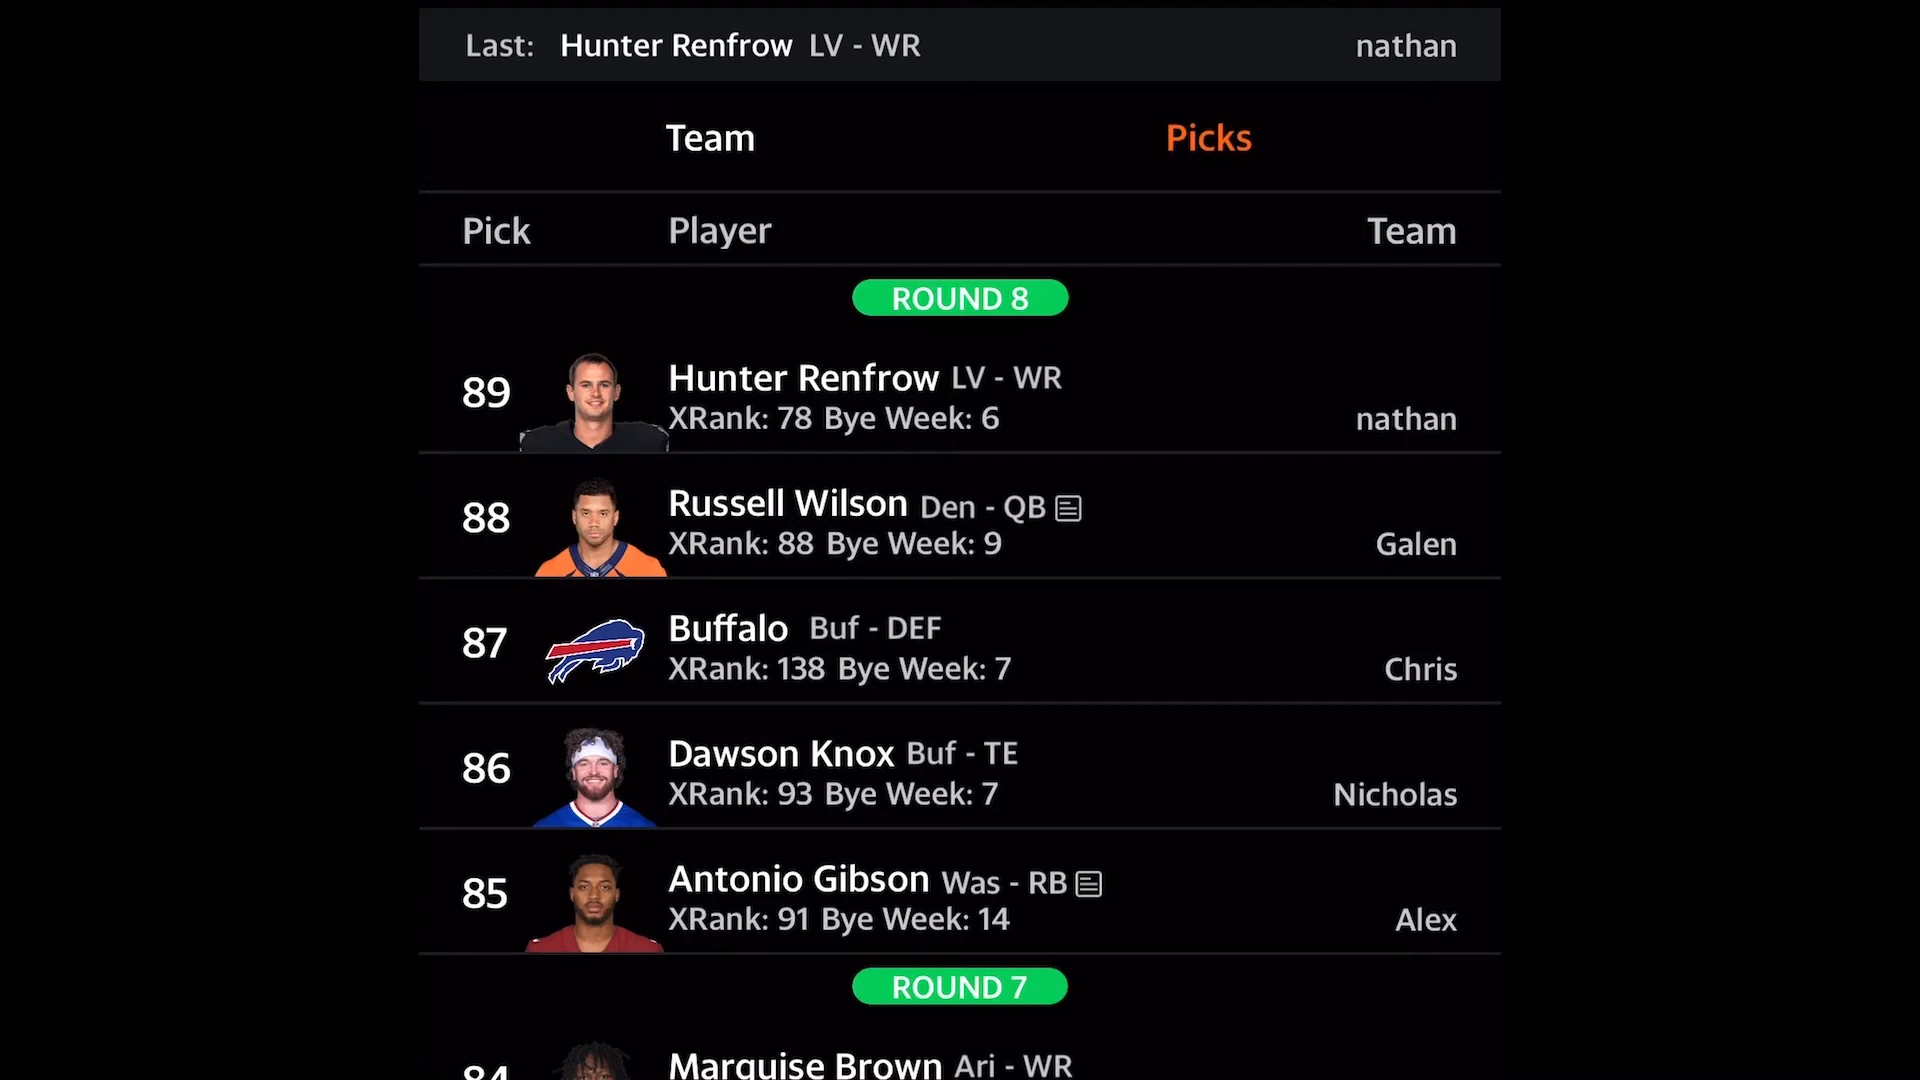 Last: Hunter Renfrow LV - WR nathan
Team Picks
Pick Player Team
ROUND 8
89 Hunter Renfrow LV - WR
XRank: 78 Bye Week: 6 nathan
88 Russell Wilson Den - QB
XRank: 88 Bye Week: 9 Galen
87 Buffalo Buf - DEF
XRank: 138 Bye Week: 7 Chris
86 Dawson Knox Buf - TE
XRank: 93 Bye Week: 7 Nicholas
85 Antonio Gibson Was - RB
XRank: 91 Bye Week: 14 Alex
ROUND 7
84 Marquise Brown Ari - WR